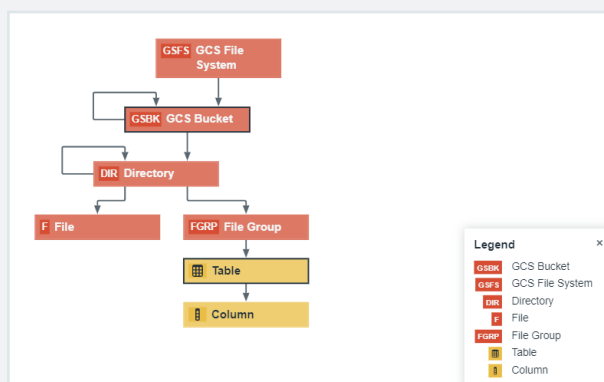 GSFS GCS File
System
GSBK GCS Bucket
DIR Directory
F File
FGRP File Group
Table
Column
Legend ×
GSBK GCS Bucket
GSFS GCS File System
DIR Directory
F File
FGRP File Group
Table
Column